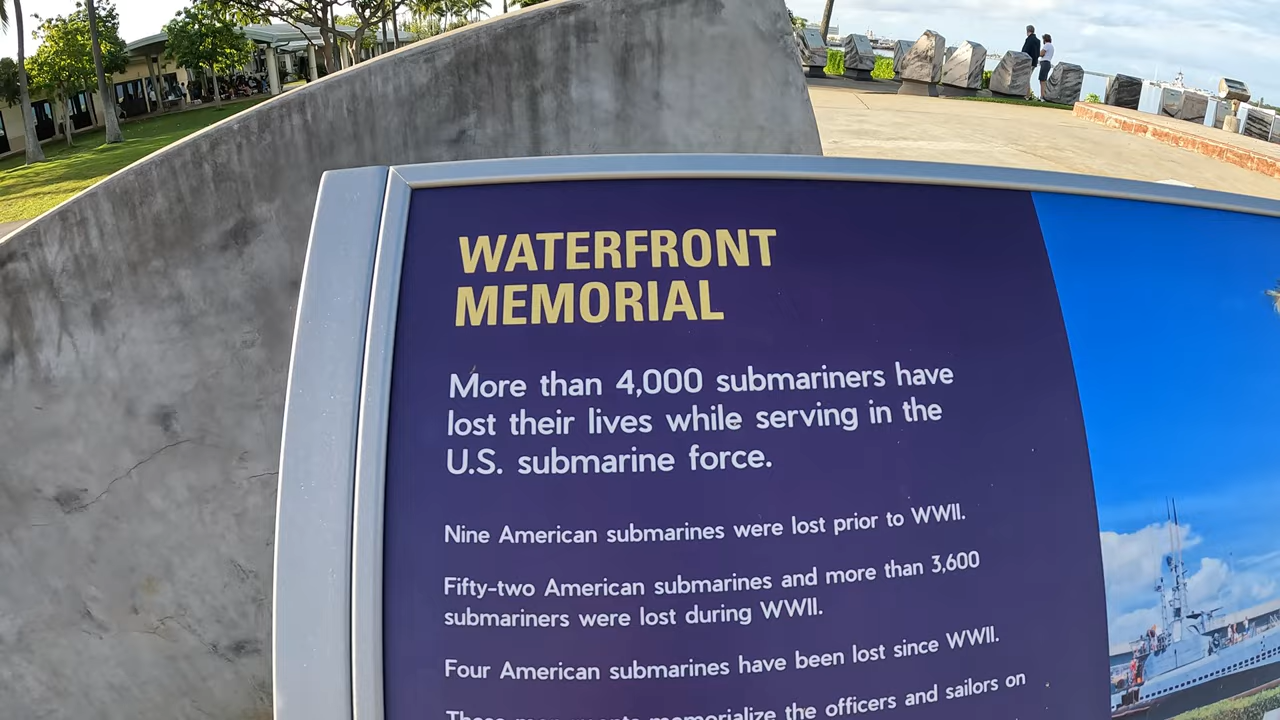 WATERFRONT
MEMORIAL
More than 4,000 submariners have
lost their lives while serving in the
U.S. submarine force.
Nine American submarines were lost prior to WWII.
Fifty-two American submarines and more than 3,600
submariners were lost during WWII.
Four American submarines have been lost since WWII.
These monuments memorialize the officers and sailors on